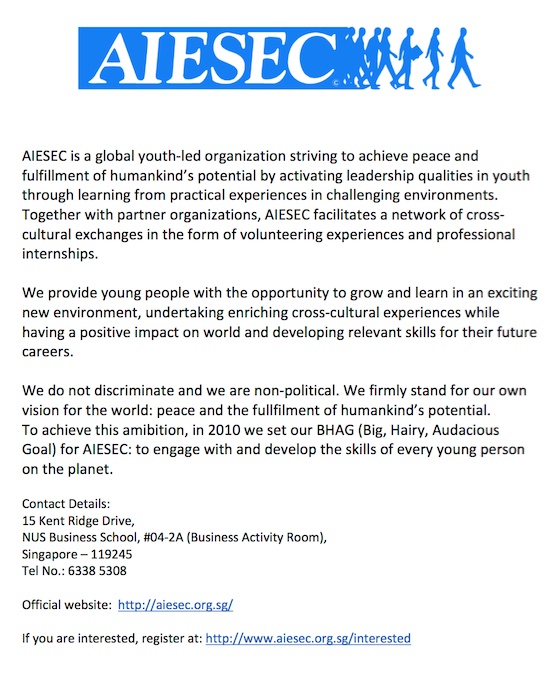 AIESEC
©
AIESEC is a global youth-led organization striving to achieve peace and
fulfillment of humankind’s potential by activating leadership qualities in youth
through learning from practical experiences in challenging environments.
Together with partner organizations, AIESEC facilitates a network of cross-
cultural exchanges in the form of volunteering experiences and professional
internships.
We provide young people with the opportunity to grow and learn in an exciting
new environment, undertaking enriching cross-cultural experiences while
having a positive impact on world and developing relevant skills for their future
careers.
We do not discriminate and we are non-political. We firmly stand for our own
vision for the world: peace and the fullfilment of humankind’s potential.
To achieve this amibition, in 2010 we set our BHAG (Big, Hairy, Audacious
Goal) for AIESEC: to engage with and develop the skills of every young person
on the planet.
Contact Details:
15 Kent Ridge Drive,
NUS Business School, #04-2A (Business Activity Room),
Singapore – 119245
Tel No.: 6338 5308
Official website: http://aiesec.org.sg/
If you are interested, register at: http://www.aiesec.org.sg/interested